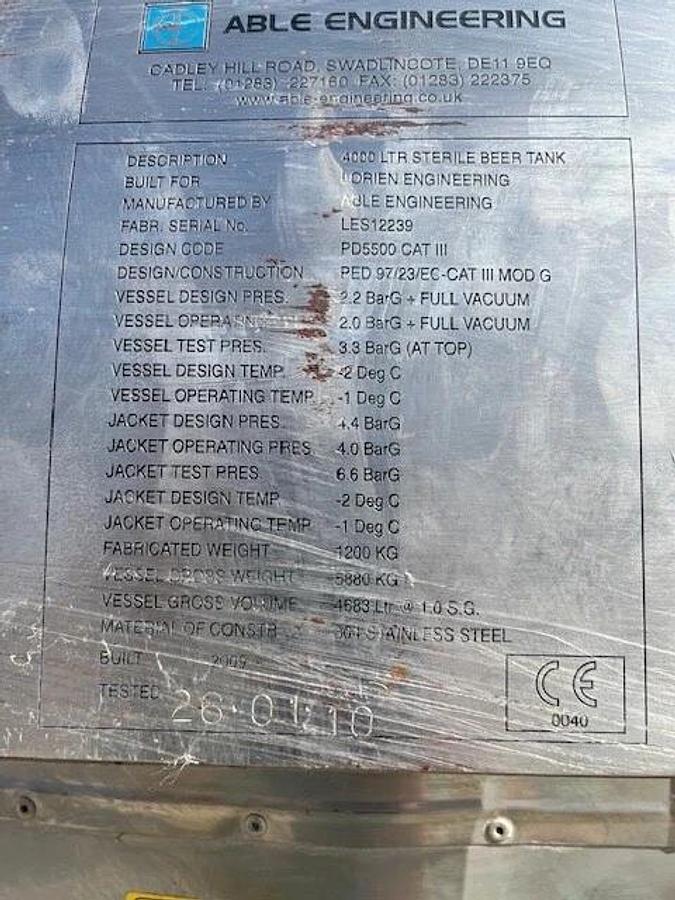 ABLE ENGINEERING
CADLEY HILL ROAD, SWADLINCOTE, DE11 9EQ
TEL: (01283) 227160 FAX: (01283) 222375
www.able-engineering.co.uk
DESCRIPTION 4000 LTR STERILE BEER TANK
BUILT FOR LORIEN ENGINEERING
MANUFACTURED BY ABLE ENGINEERING
FABR. SERIAL No. LES12239
DESIGN CODE PD5500 CAT III
DESIGN/CONSTRUCTION PED 97/23/EC-CAT III MOD G
VESSEL DESIGN PRES. 2.2 BarG + FULL VACUUM
VESSEL OPERATING 2.0 BarG + FULL VACUUM
VESSEL TEST PRES. 3.3 BarG (AT TOP)
VESSEL DESIGN TEMP. -2 Deg C
VESSEL OPERATING TEMP. -1 Deg C
JACKET DESIGN PRES. 4.4 BarG
JACKET OPERATING PRES. 4.0 BarG
JACKET TEST PRES. 6.6 BarG
JACKET DESIGN TEMP. -2 Deg C
JACKET OPERATING TEMP. -1 Deg C
FABRICATED WEIGHT 1200 KG
VESSEL GROSS WEIGHT 5880 KG
VESSEL GROSS VOLUME 4683 Ltr @ 1.0 S.G.
MATERIAL OF CONSTR. 304 STAINLESS STEEL
BUILT 2009
TESTED 26.01.10
CE
0040